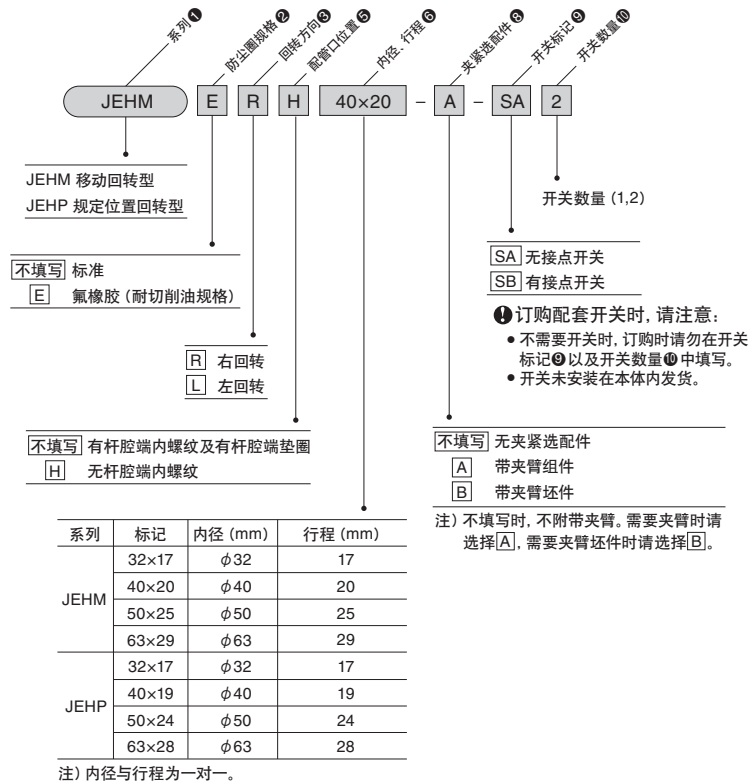 系列❶
防尘圈规格❷
回转方向❸
配管口位置❺
内径、行程❻
夹紧选配件❽
开关标记❾
开关数量❿
JEHM E R H 40×20 – A – SA 2
JEHM 移动回转型
JEHP 规定位置回转型
开关数量 (1,2)
不填写 标准
E 氟橡胶（耐切削油规格）
SA 无接点开关
SB 有接点开关
❗订购配套开关时，请注意：
• 不需要开关时，订购时请勿在开关
标记❾以及开关数量❿中填写。
• 开关未安装在本体内发货。
R 右回转
L 左回转
不填写 有杆腔端内螺纹及有杆腔端垫圈
H 无杆腔端内螺纹
不填写 无夹紧选配件
A 带夹臂组件
B 带夹臂坯件
注）不填写时，不附带夹臂。需要夹臂时请
选择A，需要夹臂坯件时请选择B。
系列 标记 内径（mm） 行程（mm）
JEHM
32×17 ϕ32 17
40×20 ϕ40 20
50×25 ϕ50 25
63×29 ϕ63 29
JEHP
32×17 ϕ32 17
40×19 ϕ40 19
50×24 ϕ50 24
63×28 ϕ63 28
注）内径与行程为一对一。